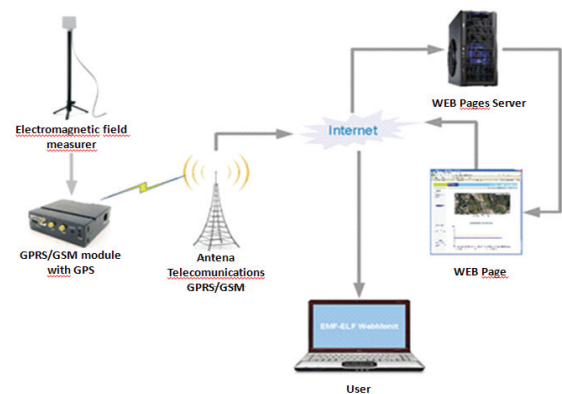 Electromagnetic field
measurer
GPRS/GSM module
with GPS
Antena
Telecomunications
GPRS/GSM
Internet
WEB Pages Server
WEB Page
EMF-ELF WebMonit
User